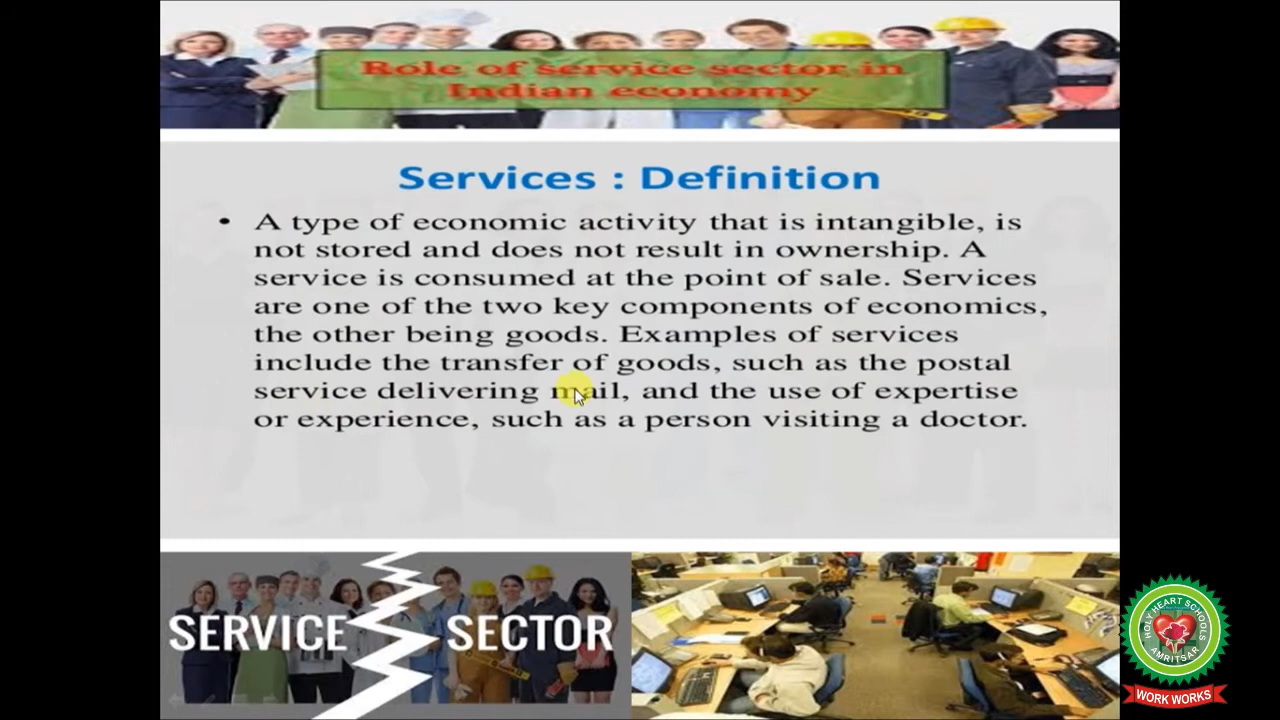 Role of service sector in
Indian economy
Services : Definition
• A type of economic activity that is intangible, is
not stored and does not result in ownership. A
service is consumed at the point of sale. Services
are one of the two key components of economics,
the other being goods. Examples of services
include the transfer of goods, such as the postal
service delivering mail, and the use of expertise
or experience, such as a person visiting a doctor.
SERVICE SECTOR
HOLY HEART SCHOOLS
AMRITSAR
WORK WORKS